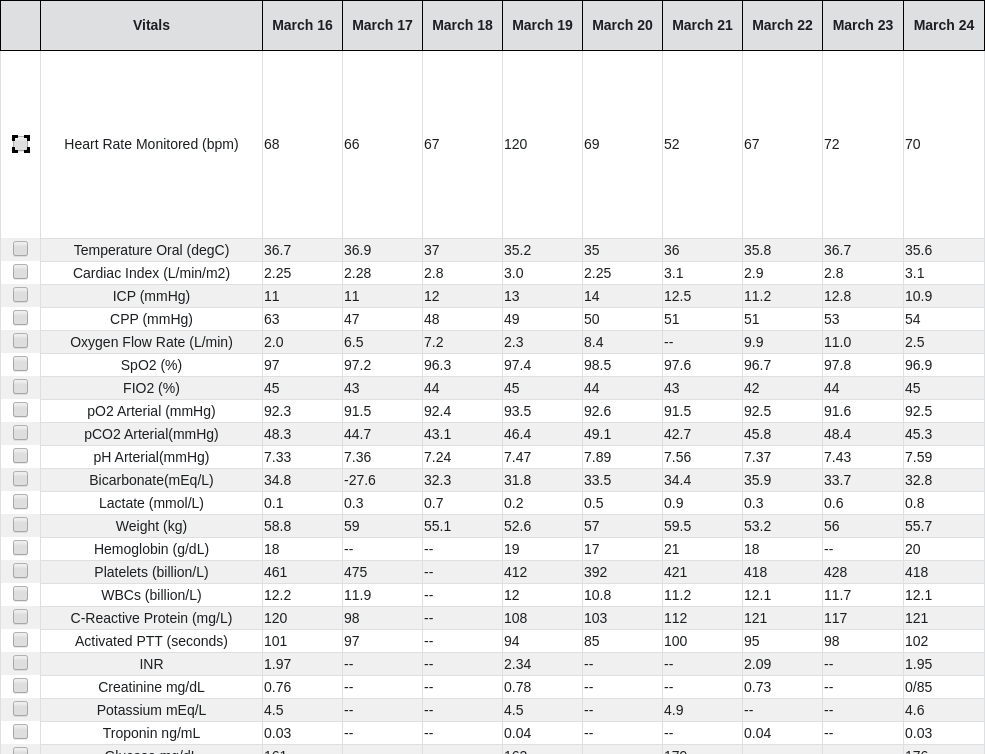 Vitals March 16 March 17 March 18 March 19 March 20 March 21 March 22 March 23 March 24
Heart Rate Monitored (bpm) 68 66 67 120 69 52 67 72 70
Temperature Oral (degC) 36.7 36.9 37 35.2 35 36 35.8 36.7 35.6
Cardiac Index (L/min/m2) 2.25 2.28 2.8 3.0 2.25 3.1 2.9 2.8 3.1
ICP (mmHg) 11 11 12 13 14 12.5 11.2 12.8 10.9
CPP (mmHg) 63 47 48 49 50 51 51 53 54
Oxygen Flow Rate (L/min) 2.0 6.5 7.2 2.3 8.4 -- 9.9 11.0 2.5
SpO2 (%) 97 97.2 96.3 97.4 98.5 97.6 96.7 97.8 96.9
FIO2 (%) 45 43 44 45 44 43 42 44 45
pO2 Arterial (mmHg) 92.3 91.5 92.4 93.5 92.6 91.5 92.5 91.6 92.5
pCO2 Arterial(mmHg) 48.3 44.7 43.1 46.4 49.1 42.7 45.8 48.4 45.3
pH Arterial(mmHg) 7.33 7.36 7.24 7.47 7.89 7.56 7.37 7.43 7.59
Bicarbonate(mEq/L) 34.8 -27.6 32.3 31.8 33.5 34.4 35.9 33.7 32.8
Lactate (mmol/L) 0.1 0.3 0.7 0.2 0.5 0.9 0.3 0.6 0.8
Weight (kg) 58.8 59 55.1 52.6 57 59.5 53.2 56 55.7
Hemoglobin (g/dL) 18 -- -- 19 17 21 18 -- 20
Platelets (billion/L) 461 475 -- 412 392 421 418 428 418
WBCs (billion/L) 12.2 11.9 -- 12 10.8 11.2 12.1 11.7 12.1
C-Reactive Protein (mg/L) 120 98 -- 108 103 112 121 117 121
Activated PTT (seconds) 101 97 -- 94 85 100 95 98 102
INR 1.97 -- -- 2.34 -- -- 2.09 -- 1.95
Creatinine mg/dL 0.76 -- -- 0.78 -- -- 0.73 -- 0/85
Potassium mEq/L 4.5 -- -- 4.5 -- 4.9 -- -- 4.6
Troponin ng/mL 0.03 -- -- 0.04 -- -- 0.04 -- 0.03